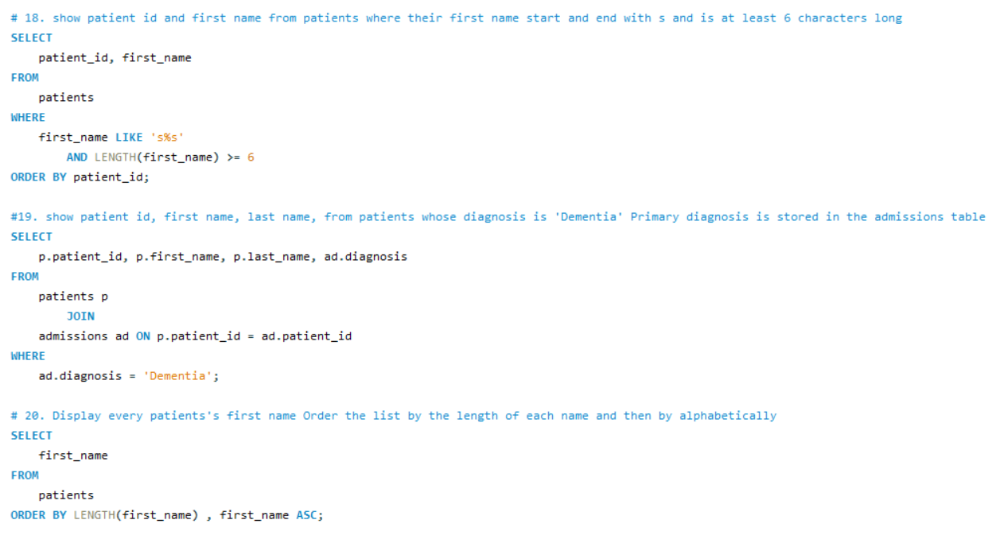 # 18. show patient id and first name from patients where their first name start and end with s and is at least 6 characters long
SELECT
    patient_id, first_name
FROM
    patients
WHERE
    first_name LIKE 's%s'
        AND LENGTH(first_name) >= 6
ORDER BY patient_id;

#19. show patient id, first name, last name, from patients whose diagnosis is 'Dementia' Primary diagnosis is stored in the admissions table
SELECT
    p.patient_id, p.first_name, p.last_name, ad.diagnosis
FROM
    patients p
        JOIN
    admissions ad ON p.patient_id = ad.patient_id
WHERE
    ad.diagnosis = 'Dementia';

# 20. Display every patients's first name Order the list by the length of each name and then by alphabetically
SELECT
    first_name
FROM
    patients
ORDER BY LENGTH(first_name) , first_name ASC;